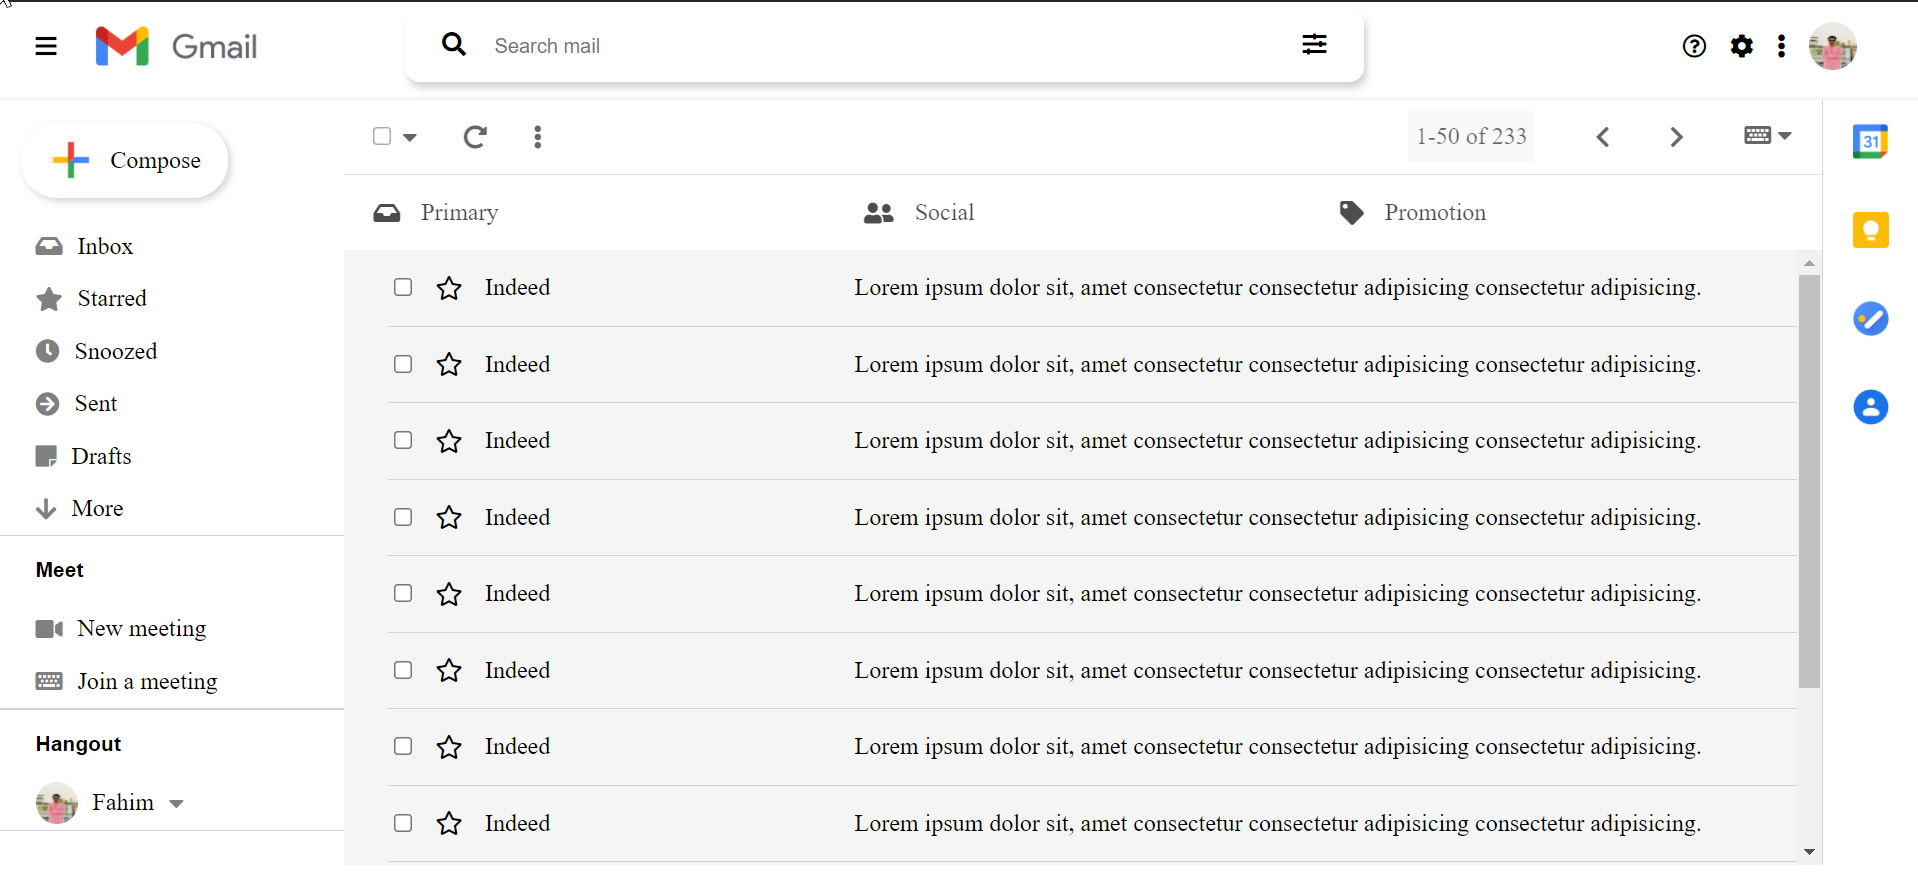 Gmail
Search mail
Compose
1-50 of 233
31
Primary
Social
Promotion
Inbox
Starred
Snoozed
Sent
Drafts
More
Meet
New meeting
Join a meeting
Hangout
Fahim
Indeed Lorem ipsum dolor sit, amet consectetur consectetur adipisicing consectetur adipisicing.
Indeed Lorem ipsum dolor sit, amet consectetur consectetur adipisicing consectetur adipisicing.
Indeed Lorem ipsum dolor sit, amet consectetur consectetur adipisicing consectetur adipisicing.
Indeed Lorem ipsum dolor sit, amet consectetur consectetur adipisicing consectetur adipisicing.
Indeed Lorem ipsum dolor sit, amet consectetur consectetur adipisicing consectetur adipisicing.
Indeed Lorem ipsum dolor sit, amet consectetur consectetur adipisicing consectetur adipisicing.
Indeed Lorem ipsum dolor sit, amet consectetur consectetur adipisicing consectetur adipisicing.
Indeed Lorem ipsum dolor sit, amet consectetur consectetur adipisicing consectetur adipisicing.